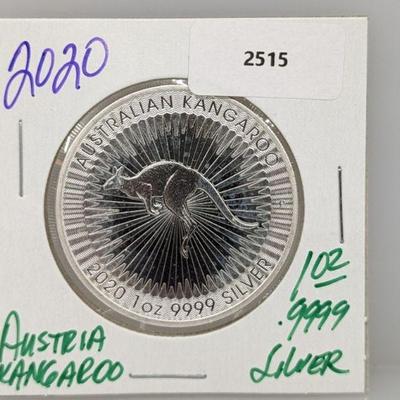 2020
2515
AUSTRALIAN KANGAROO
2020 1oz 9999 SILVER
1oz
.9999
SILVER
AUSTRIA
KANGAROO